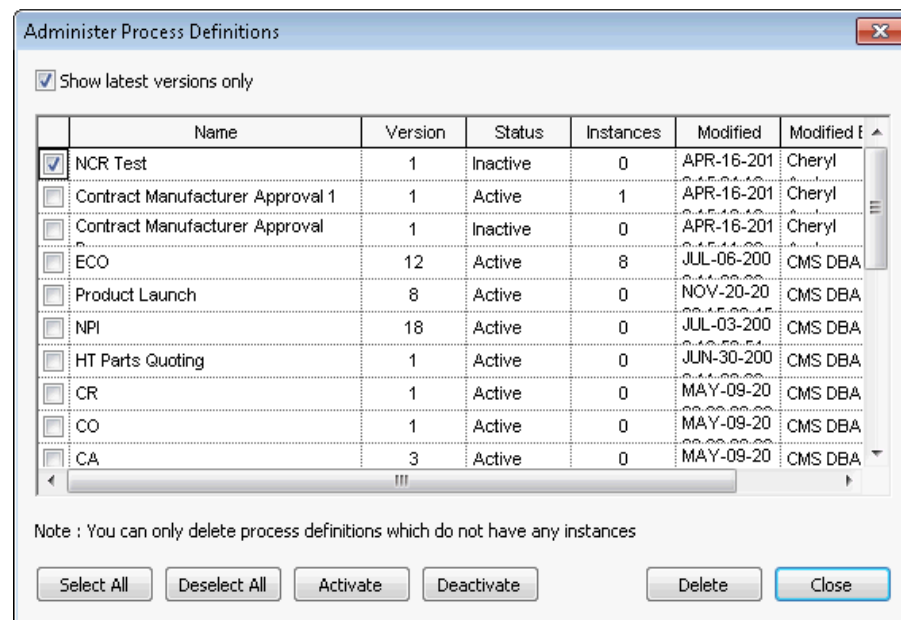 Administer Process Definitions
Show latest versions only
Name Version Status Instances Modified Modified
NCR Test 1 Inactive 0 APR-16-201 Cheryl
Contract Manufacturer Approval 1 1 Active 1 APR-16-201 Cheryl
Contract Manufacturer Approval 1 Inactive 0 APR-16-201 Cheryl
ECO 12 Active 8 JUL-06-200 CMS DBA
Product Launch 8 Active 0 NOV-20-20 CMS DBA
NPI 18 Active 0 JUL-03-200 CMS DBA
HT Parts Quoting 1 Active 0 JUN-30-200 CMS DBA
CR 1 Active 0 MAY-09-20 CMS DBA
CO 1 Active 0 MAY-09-20 CMS DBA
CA 3 Active 0 MAY-09-20 CMS DBA
Note : You can only delete process definitions which do not have any instances
Select All Deselect All Activate Deactivate Delete Close